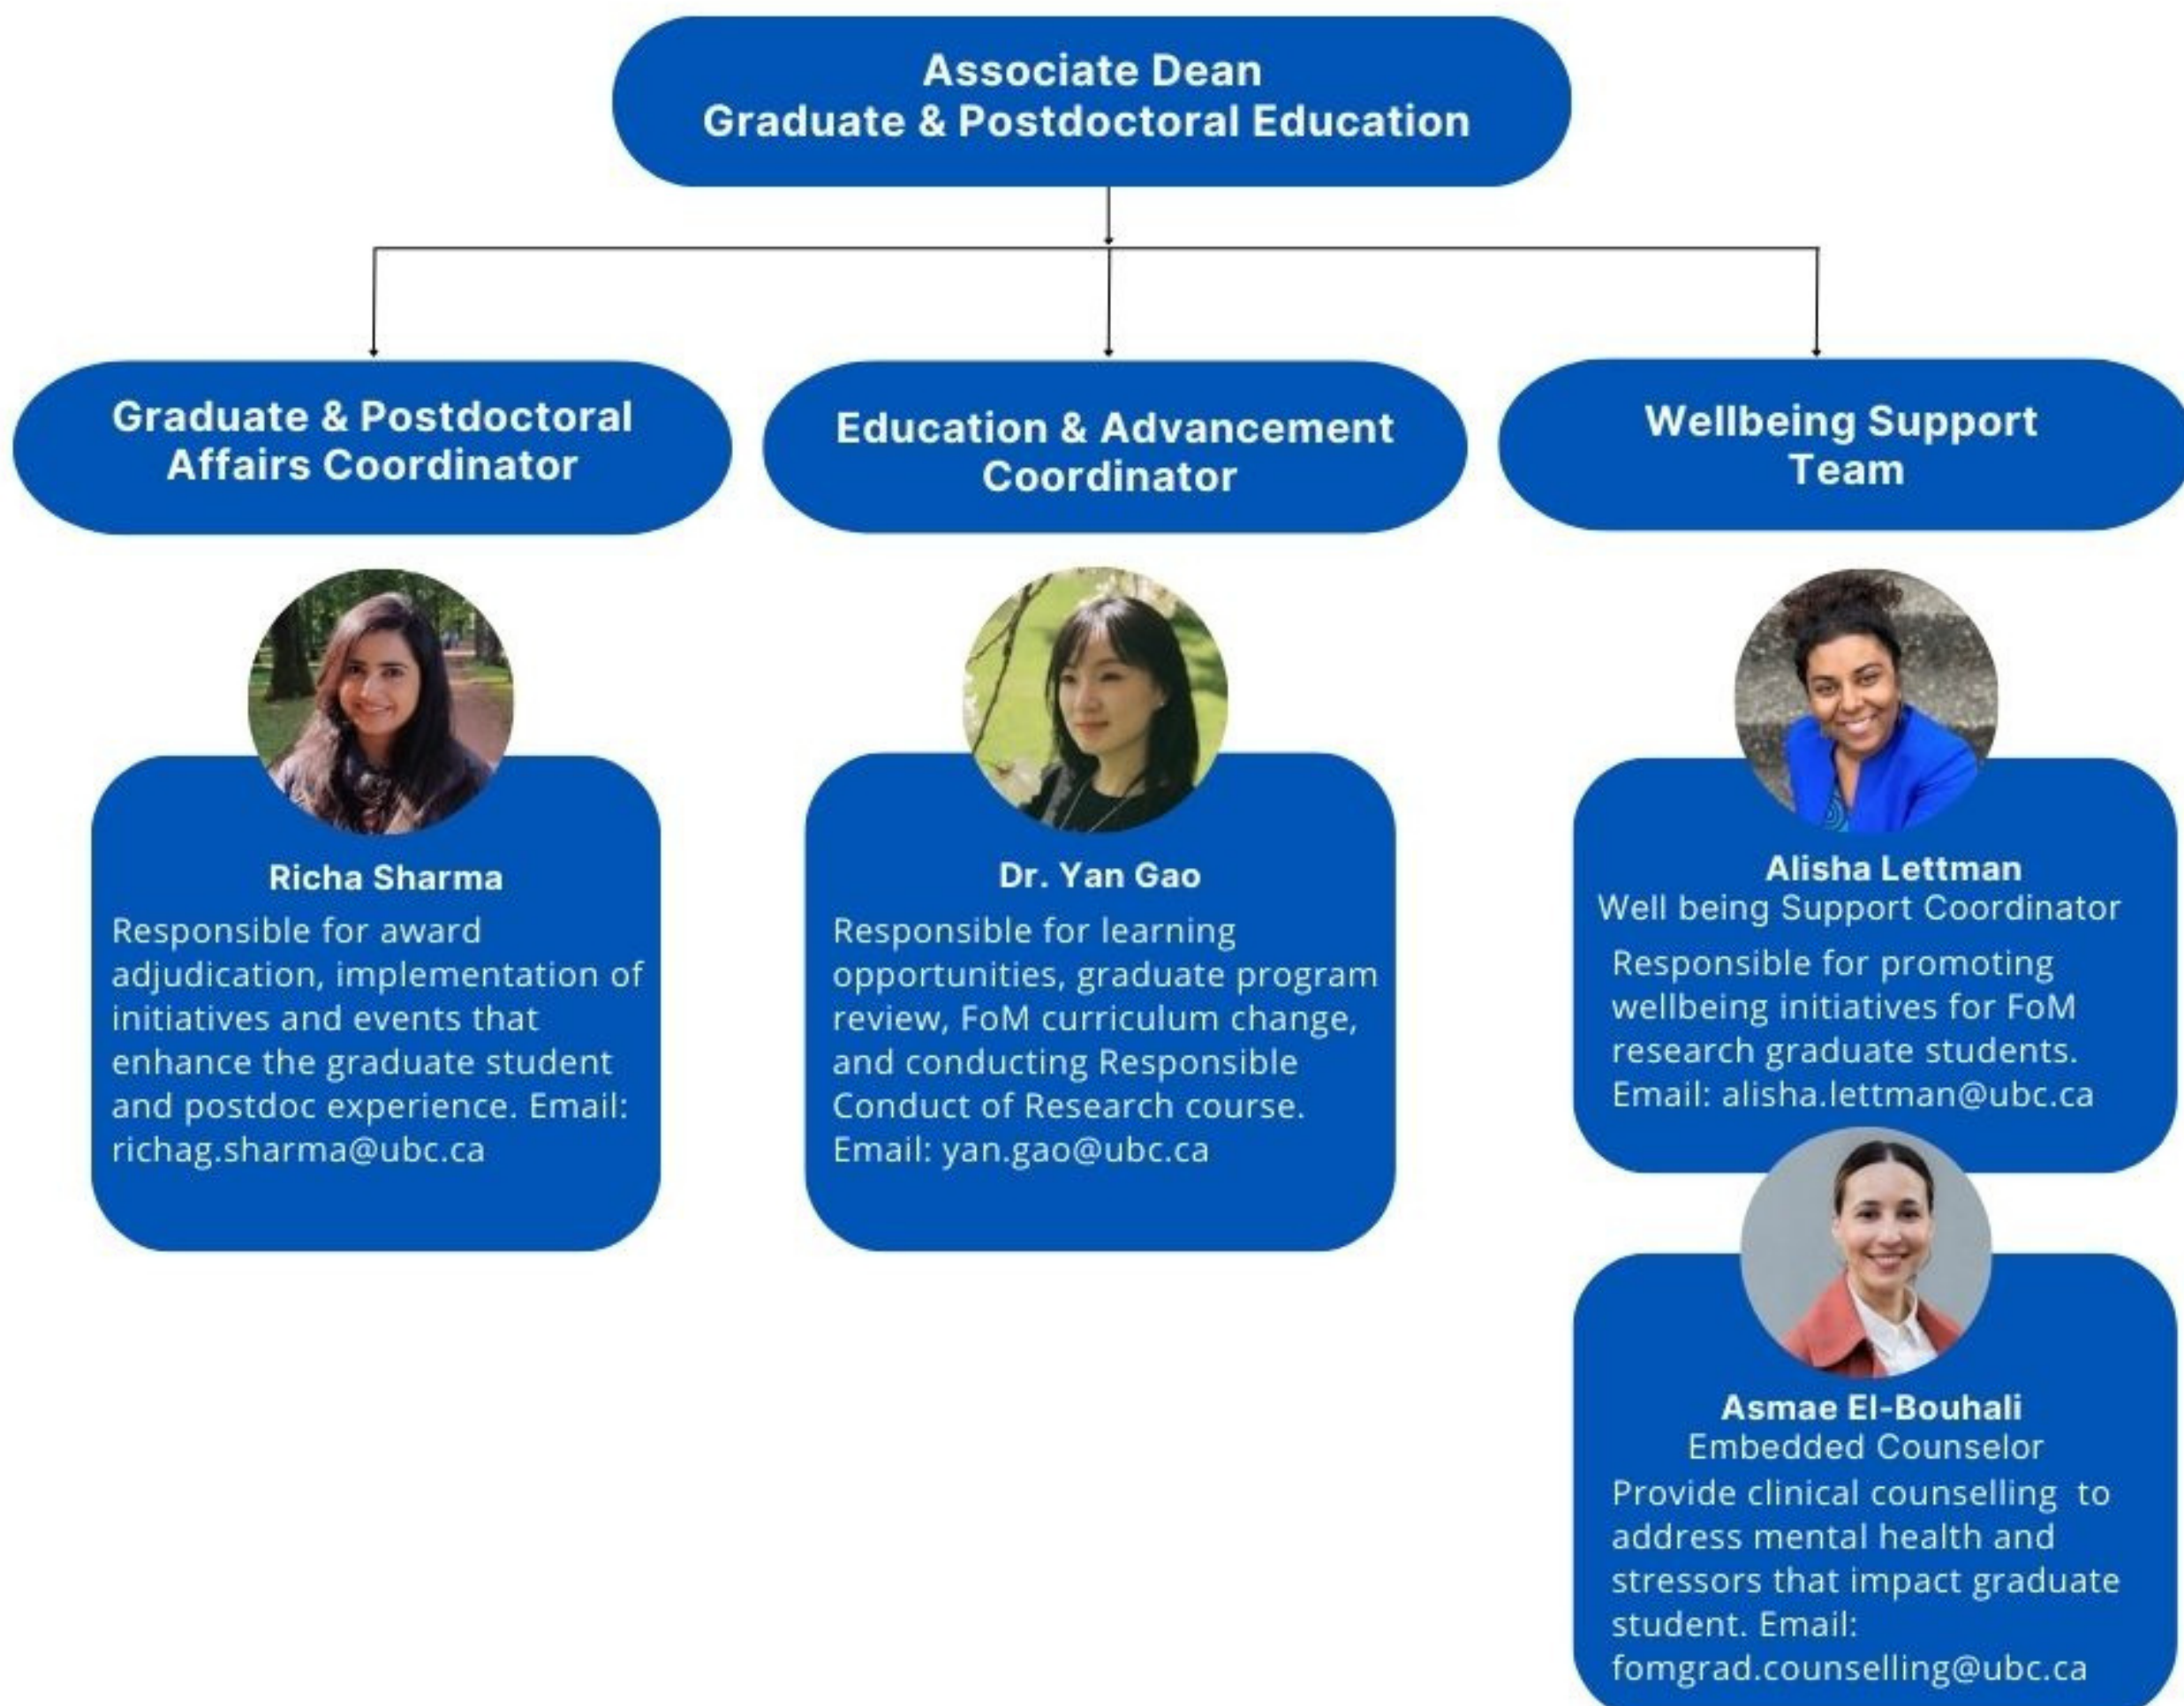 Associate Dean
Graduate & Postdoctoral Education
Graduate & Postdoctoral
Affairs Coordinator
Education & Advancement
Coordinator
Wellbeing Support
Team
Richa Sharma
Responsible for award
adjudication, implementation of
initiatives and events that
enhance the graduate student
and postdoc experience. Email:
richag.sharma@ubc.ca
Dr. Yan Gao
Responsible for learning
opportunities, graduate program
review, FoM curriculum change,
and conducting Responsible
Conduct of Research course.
Email: yan.gao@ubc.ca
Alisha Lettman
Well being Support Coordinator
Responsible for promoting
wellbeing initiatives for FoM
research graduate students.
Email: alisha.lettman@ubc.ca
Asmae El-Bouhali
Embedded Counselor
Provide clinical counselling  to
address mental health and
stressors that impact graduate
student. Email:
fomgrad.counselling@ubc.ca